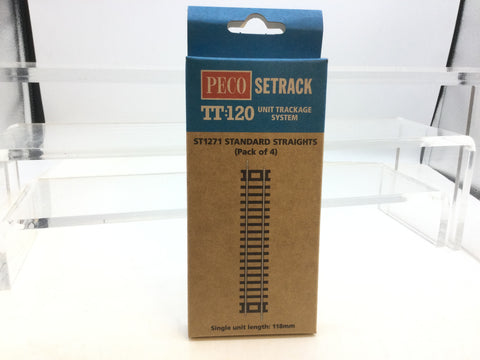 PECO SETRACK
TT:120 UNIT TRACKAGE
SYSTEM
ST1271 STANDARD STRAIGHTS
(Pack of 4)
Single unit length: 118mm